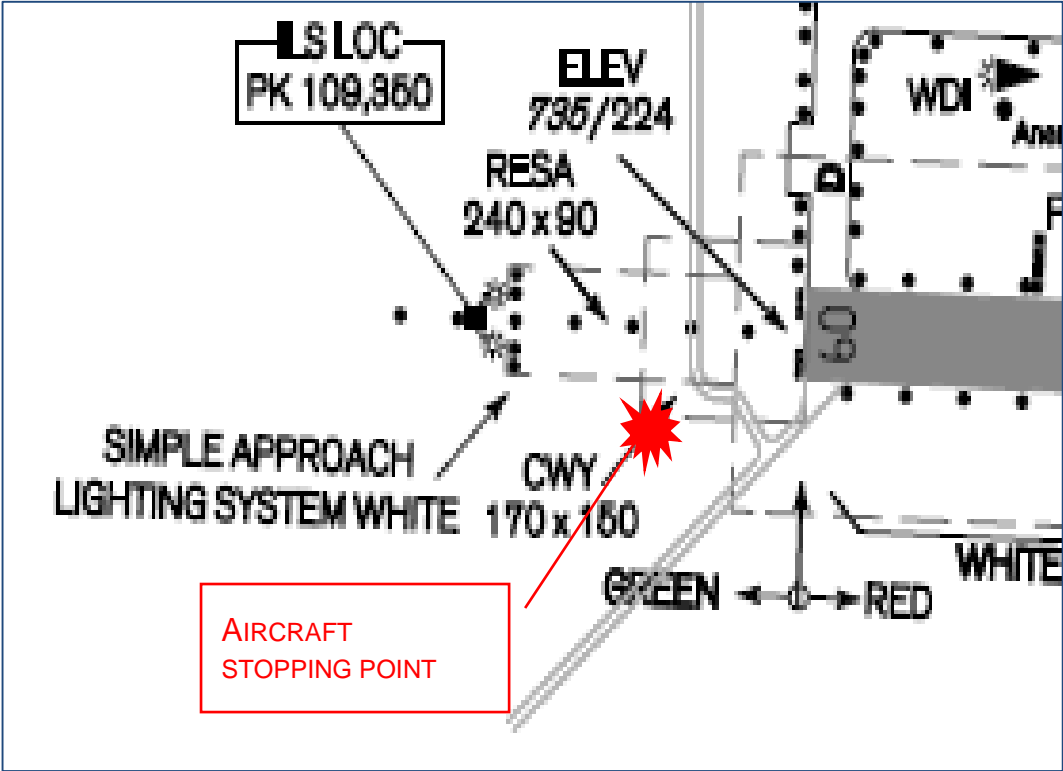 ILS LOC
PK 109,350
ELEV
735/224
WDI
RESA
240 x 90
D
09
SIMPLE APPROACH
LIGHTING SYSTEM WHITE
CWY
170 x 150
GREEN
RED
WHITE
AIRCRAFT
STOPPING POINT